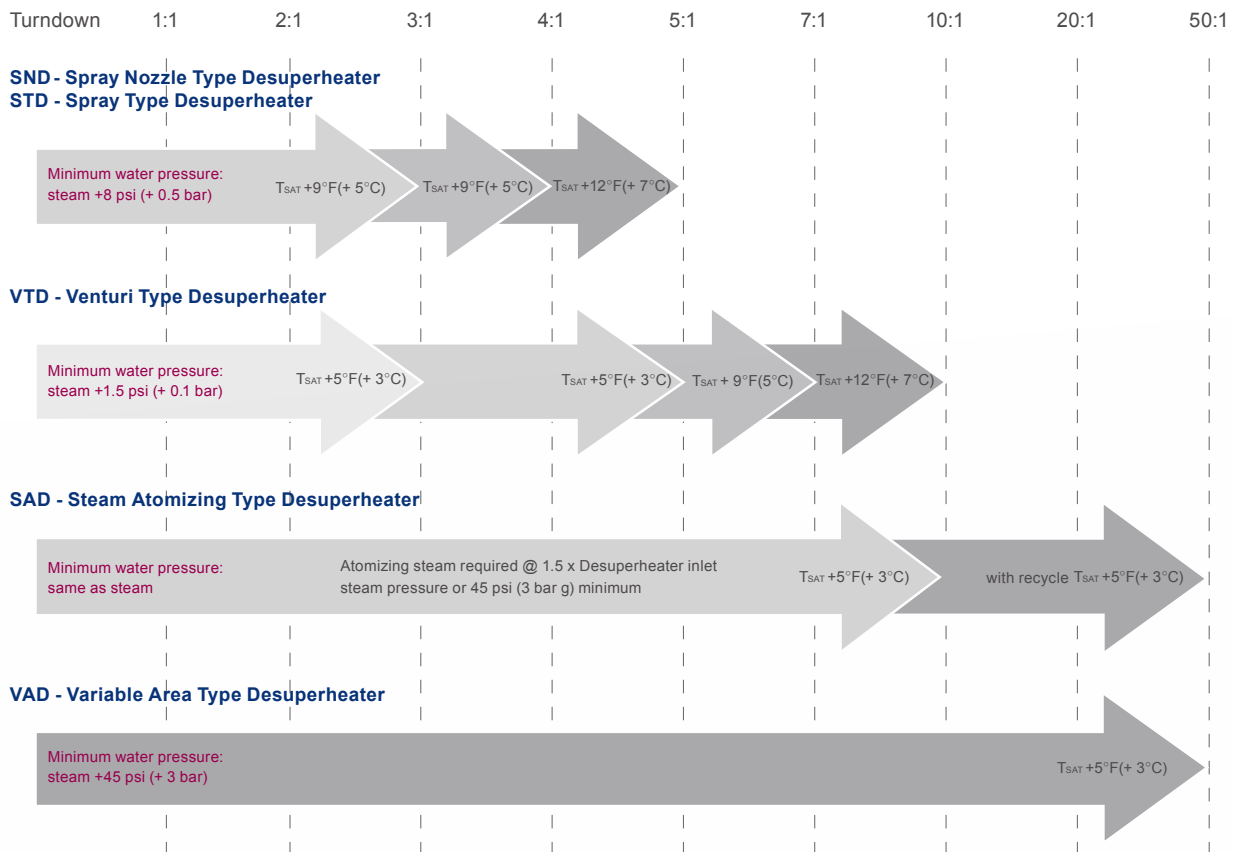 Turndown 1:1 2:1 3:1 4:1 5:1 7:1 10:1 20:1 50:1
SND - Spray Nozzle Type Desuperheater
STD - Spray Type Desuperheater
Minimum water pressure:
steam +8 psi (+ 0.5 bar)
TSAT +9°F(+ 5°C)
TSAT +9°F(+ 5°C)
TSAT +12°F(+ 7°C)
VTD - Venturi Type Desuperheater
Minimum water pressure:
steam +1.5 psi (+ 0.1 bar)
TSAT +5°F(+ 3°C)
TSAT +5°F(+ 3°C)
TSAT + 9°F(5°C)
TSAT +12°F(+ 7°C)
SAD - Steam Atomizing Type Desuperheater
Minimum water pressure:
same as steam
Atomizing steam required @ 1.5 x Desuperheater inlet
steam pressure or 45 psi (3 bar g) minimum
TSAT +5°F(+ 3°C)
with recycle TSAT +5°F(+ 3°C)
VAD - Variable Area Type Desuperheater
Minimum water pressure:
steam +45 psi (+ 3 bar)
TSAT +5°F(+ 3°C)